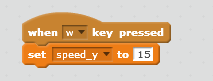 when w key pressed
set speed_y to 15